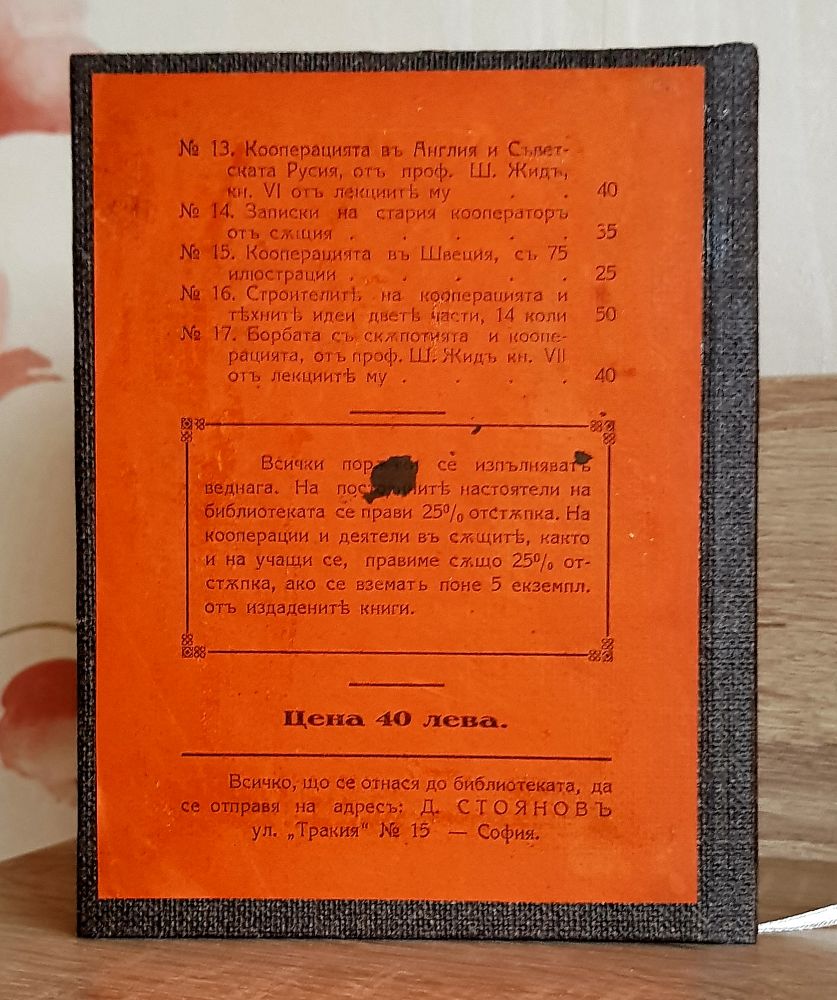 № 13. Кооперацията въ Англия и Съвет-
ската Русия, отъ проф. Ш. Жидъ,
кн. VI отъ лекциитѣ му . . 40
№ 14. Записки на стария кооператоръ
отъ сѫщия . . . . . 35
№ 15. Кооперацията въ Швеция, съ 75
илюстрации . . . . . 25
№ 16. Строителитѣ на кооперацията и
тѣхнитѣ идеи дветѣ части, 14 коли 50
№ 17. Борбата съ скѫпотията и коопе-
рацията, отъ проф. Ш. Жидъ кн. VII
отъ лекциитѣ му . . . . 40
Всички се изпълняватъ
веднага. На настоятели на
библиотеката се прави 25% отстѫпка. На
кооперации и деятели въ сѫщитѣ, както
и на учащи се, правиме сѫщо 25% от-
стѫпка, ако се вземать поне 5 екземпл.
отъ издаденитѣ книги.
Цена 40 лева.
Всичко, що се отнася до библиотеката, да
се отправя на адресъ: Д. СТОЯНОВЪ
ул. „Тракия" № 15 — София.